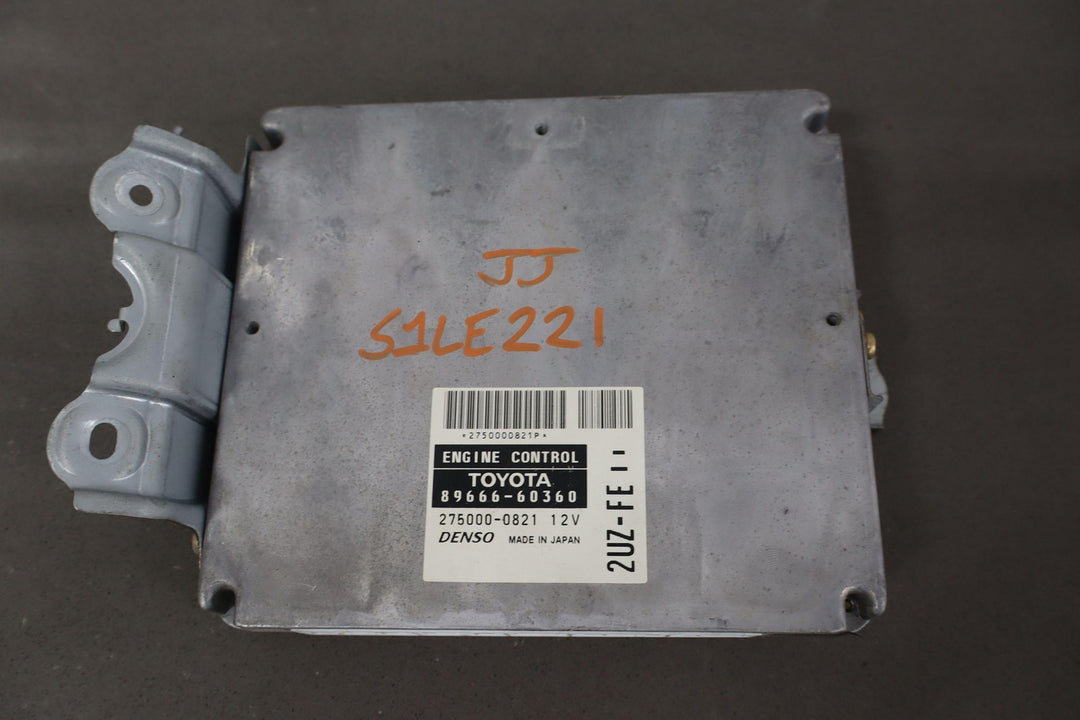 JJ
S1LE221
*2750000821P*
ENGINE CONTROL
TOYOTA
89666-60360
275000-0821 12V
DENSO MADE IN JAPAN
2UZ-FE